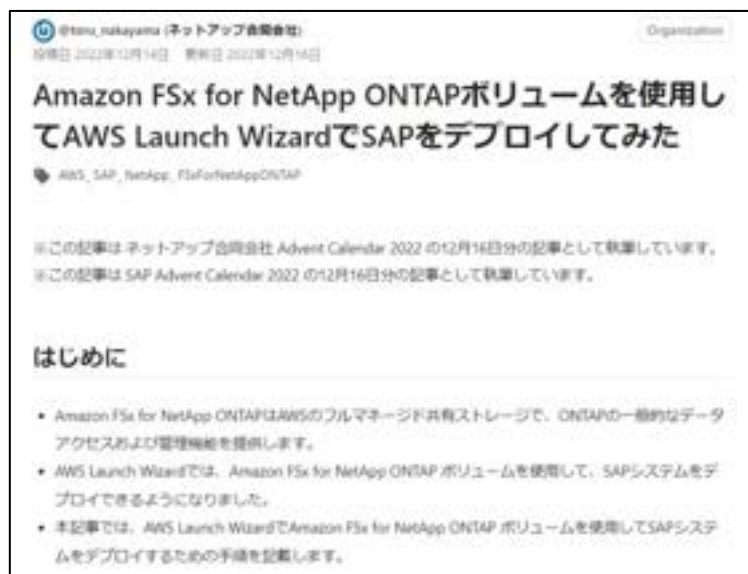 @toru_nakayama (ネットアップ合同会社)
Organization
投稿日 2022年12月14日 更新日 2022年12月16日
Amazon FSx for NetApp ONTAPボリュームを使用し
てAWS Launch WizardでSAPをデプロイしてみた
AWS, SAP, NetApp, FSxForNetAppONTAP
※この記事は ネットアップ合同会社 Advent Calendar 2022 の12月16日分の記事として執筆しています。
※この記事は SAP Advent Calendar 2022 の12月16日分の記事として執筆しています。
はじめに
• Amazon FSx for NetApp ONTAPはAWSのフルマネージド共有ストレージで、ONTAPの一般的なデータ
アクセスおよび管理機能を提供します。
• AWS Launch Wizardでは、Amazon FSx for NetApp ONTAP ボリュームを使用して、SAPシステムをデ
プロイできるようになりました。
• 本記事では、AWS Launch WizardでAmazon FSx for NetApp ONTAP ボリュームを使用してSAPシステ
ムをデプロイするための手順を記載します。